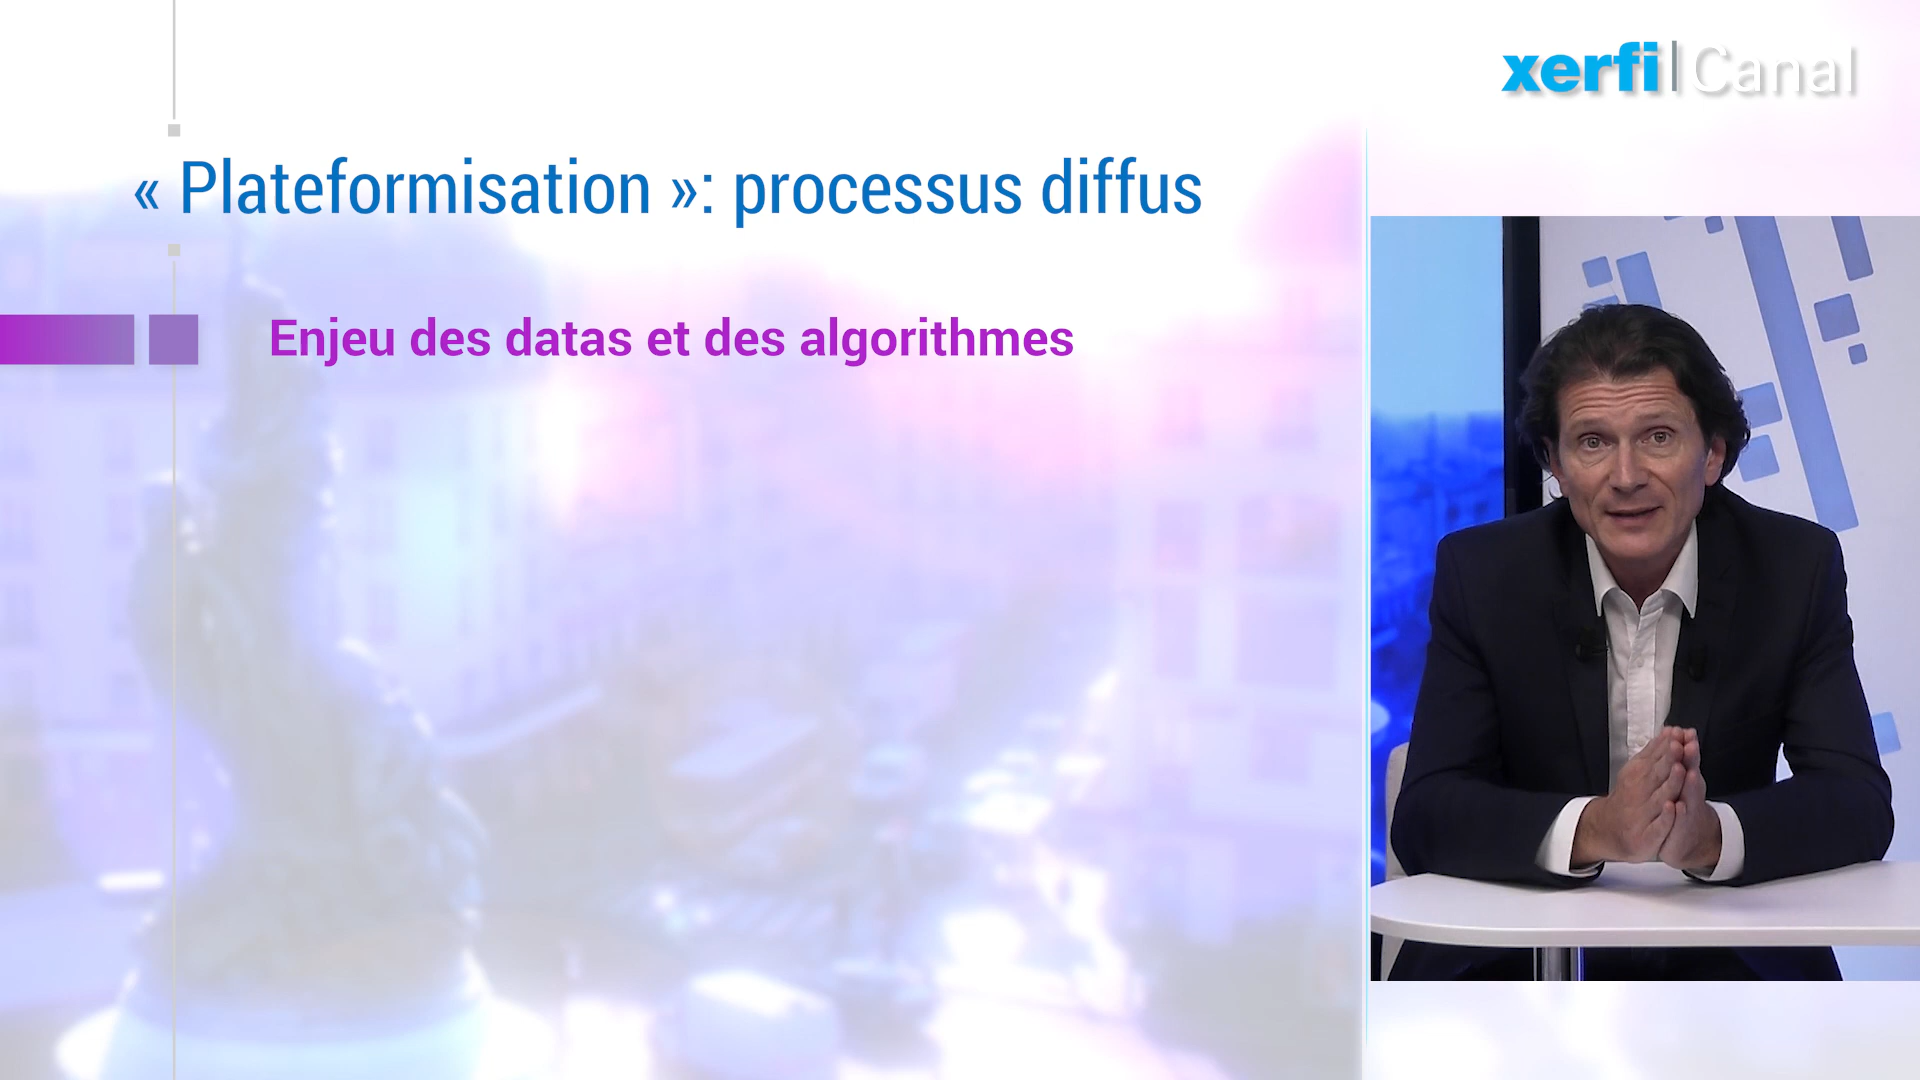 xerfi Canal
« Plateformisation »: processus diffus
Enjeu des datas et des algorithmes